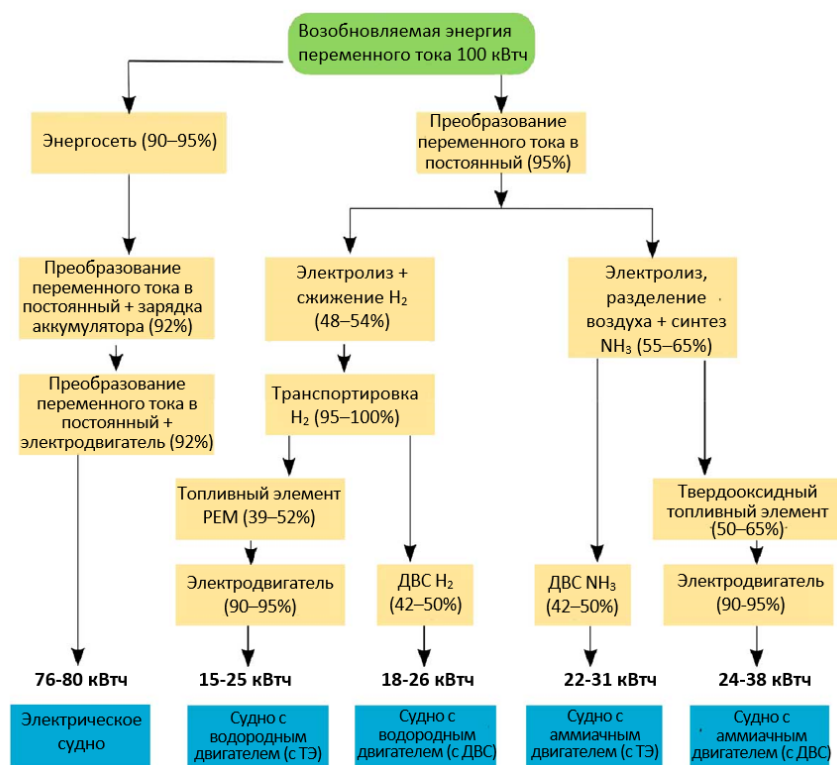 Возобновляемая энергия
переменного тока 100 кВтч
Энергосеть (90–95%)
Преобразование
переменного тока в
постоянный (95%)
Преобразование
переменного тока в
постоянный + зарядка
аккумулятора (92%)
Электролиз +
сжижение H₂
(48–54%)
Электролиз,
разделение
воздуха + синтез
NH₃ (55–65%)
Преобразование
переменного тока в
постоянный +
электродвигатель (92%)
Транспортировка
H₂ (95–100%)
Топливный элемент
PEM (39–52%)
Твердооксидный
топливный элемент
(50–65%)
Электродвигатель
(90–95%)
ДВС H₂
(42–50%)
ДВС NH₃
(42–50%)
Электродвигатель
(90-95%)
76-80 кВтч
15-25 кВтч
18-26 кВтч
22-31 кВтч
24-38 кВтч
Электрическое
судно
Судно с
водородным
двигателем (с ТЭ)
Судно с
водородным
двигателем (с ДВС)
Судно с
аммиачным
двигателем (с ТЭ)
Судно с
аммиачным
двигателем (с ДВС)